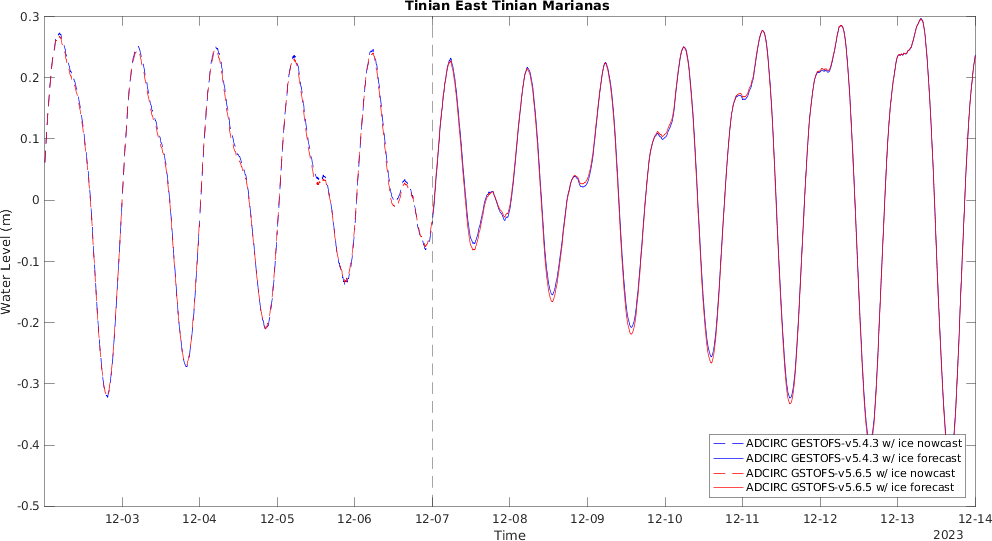 Tinian East Tinian Marianas
0.3
0.2
0.1
0
-0.1
-0.2
-0.3
-0.4
-0.5
Water Level (m)
ADCIRC GESTOFS-v5.4.3 w/ ice nowcast
ADCIRC GESTOFS-v5.4.3 w/ ice forecast
ADCIRC GSTOFS-v5.6.5 w/ ice nowcast
ADCIRC GSTOFS-v5.6.5 w/ ice forecast
12-03 12-04 12-05 12-06 12-07 12-08 12-09 12-10 12-11 12-12 12-13 12-14
Time
2023